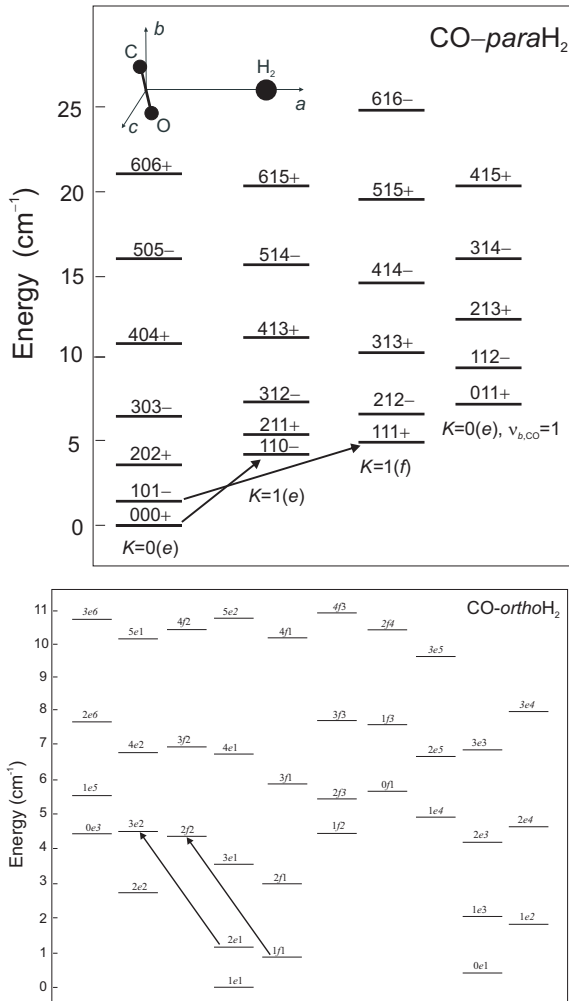 CO–paraH2
b
C
H2
a
c
O
Energy (cm−1)
25
20
15
10
5
0
616−
606+ 615+ 515+ 415+
505− 514− 414− 314−
404+ 413+ 313+ 213+
112−
303− 312− 212− 011+
202+ 211+ 111+ K=0(e), νb,CO=1
110−
101− K=1(e) K=1(f)
000+
K=0(e)
CO-orthoH2
Energy (cm-1)
11
10
9
8
7
6
5
4
3
2
1
0
3e6 5e1 4f2 5e2 4f1 4f3 2f4 3e5
2e6 4e2 3f2 4e1 3f3 1f3 2e5 3e3 3e4
1e5 3f1 2f3 0f1
0e3 3e2 2f2 1f2 1e4 2e3 2e4
2e2 3e1 2f1
2e1 1f1 1e3 1e2
1e1 0e1